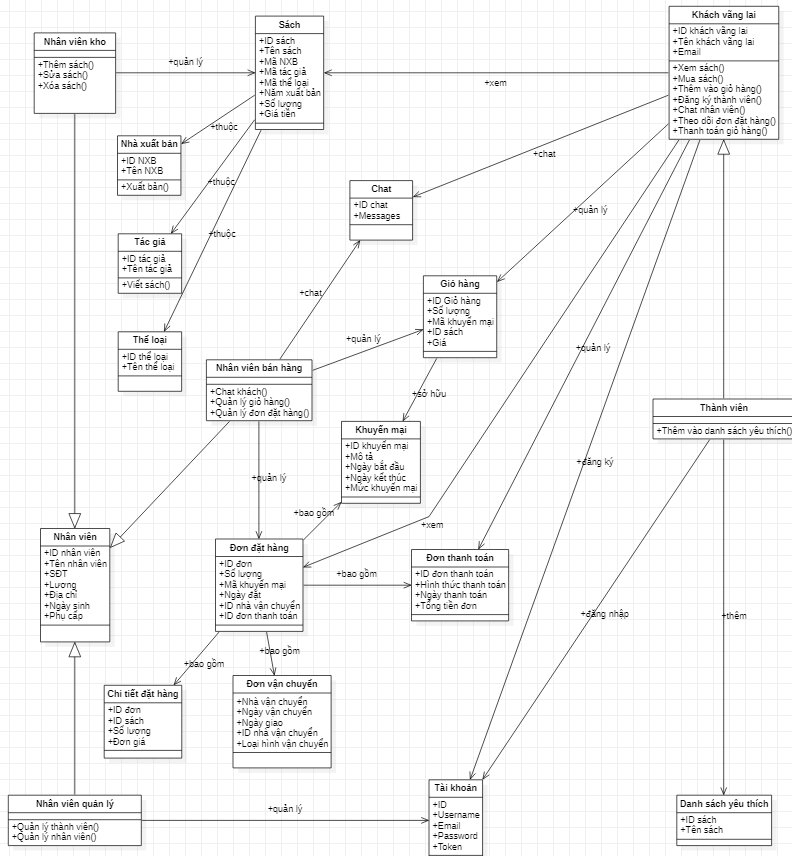 Nhân viên kho
+Thêm sách()
+Sửa sách()
+Xóa sách()
+quản lý
Sách
+ID sách
+Tên sách
+Mã NXB
+Mã tác giả
+Mã thể loại
+Năm xuất bản
+Số lượng
+Giá tiền
+xem
Khách vãng lai
+ID khách vãng lai
+Tên khách vãng lai
+Email
+Xem sách()
+Mua sách()
+Thêm vào giỏ hàng()
+Đăng ký thành viên()
+Chat nhân viên()
+Theo dõi đơn đặt hàng()
+Thanh toán giỏ hàng()
+thuộc
Nhà xuất bản
+ID NXB
+Tên NXB
+Xuất bản()
+chat
+thuộc
Chat
+ID chat
+Messages
+quản lý
+thuộc
Tác giả
+ID tác giả
+Tên tác giả
+Viết sách()
+chat
Giỏ hàng
+ID Giỏ hàng
+Số lượng
+Mã khuyến mại
+ID sách
+Giá
Thể loại
+ID thể loại
+Tên thể loại
+quản lý
+quản lý
Nhân viên bán hàng
+Chat khách()
+Quản lý giỏ hàng()
+Quản lý đơn đặt hàng()
+sở hữu
Thành viên
+Thêm vào danh sách yêu thích()
Khuyến mại
+ID khuyến mại
+Mô tả
+Ngày bắt đầu
+Ngày kết thúc
+Mức khuyến mại
+đăng ký
+quản lý
+bao gồm
+xem
Nhân viên
+ID nhân viên
+Tên nhân viên
+SĐT
+Lương
+Địa chỉ
+Ngày sinh
+Phụ cấp
Đơn đặt hàng
+ID đơn
+Số lượng
+Mã khuyến mại
+Ngày đặt
+ID nhà vận chuyển
+ID đơn thanh toán
+bao gồm
Đơn thanh toán
+ID đơn thanh toán
+Hình thức thanh toán
+Ngày thanh toán
+Tổng tiền đơn
+đăng nhập
+thêm
+bao gồm
+bao gồm
Chi tiết đặt hàng
+ID đơn
+ID sách
+Số lượng
+Đơn giá
Đơn vận chuyển
+Nhà vận chuyển
+Ngày vận chuyển
+Ngày giao
+ID nhà vận chuyển
+Loại hình vận chuyển
Nhân viên quản lý
+Quản lý thành viên()
+Quản lý nhân viên()
+quản lý
Tài khoản
+ID
+Username
+Email
+Password
+Token
Danh sách yêu thích
+ID sách
+Tên sách